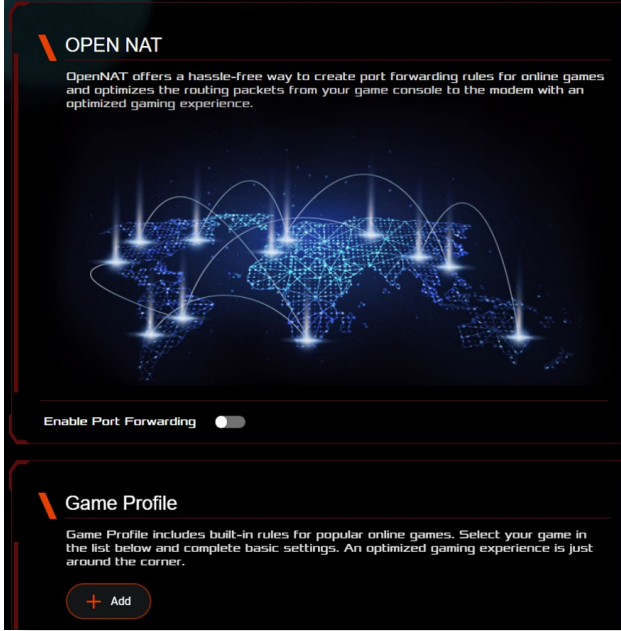 OPEN NAT
OpenNAT offers a hassle-free way to create port forwarding rules for online games
and optimizes the routing packets from your game console to the modem with an
optimized gaming experience.
Enable Port Forwarding
Game Profile
Game Profile includes built-in rules for popular online games. Select your game in
the list below and complete basic settings. An optimized gaming experience is just
around the corner.
+ Add